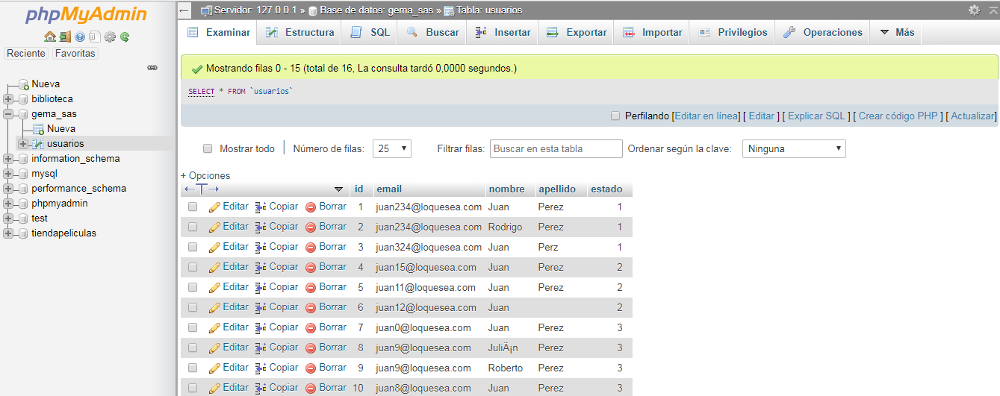 phpMyAdmin
Reciente Favoritas
Nueva
biblioteca
gema_sas
Nueva
usuarios
information_schema
mysql
performance_schema
phpmyadmin
test
tiendapeliculas
Servidor: 127.0.0.1 » Base de datos: gema_sas » Tabla: usuarios
Examinar Estructura SQL Buscar Insertar Exportar Importar Privilegios Operaciones Más
Mostrando filas 0 - 15 (total de 16, La consulta tardó 0,0000 segundos.)
SELECT * FROM `usuarios`
Perfilando [Editar en línea] [ Editar ] [ Explicar SQL ] [ Crear código PHP ] [ Actualizar]
Mostrar todo Número de filas: 25 Filtrar filas: Buscar en esta tabla Ordenar según la clave: Ninguna
+ Opciones
id email nombre apellido estado
Editar Copiar Borrar 1 juan234@loquesea.com Juan Perez 1
Editar Copiar Borrar 2 juan234@loquesea.com Rodrigo Perez 1
Editar Copiar Borrar 3 juan324@loquesea.com Juan Perz 1
Editar Copiar Borrar 4 juan15@loquesea.com Juan Perez 2
Editar Copiar Borrar 5 juan11@loquesea.com Juan Perez 2
Editar Copiar Borrar 6 juan12@loquesea.com Juan 2
Editar Copiar Borrar 7 juan0@loquesea.com Juan Perez 3
Editar Copiar Borrar 8 juan9@loquesea.com JuliÃ¡n Perez 3
Editar Copiar Borrar 9 juan9@loquesea.com Roberto Perez 3
Editar Copiar Borrar 10 juan8@loquesea.com Juan Perez 3